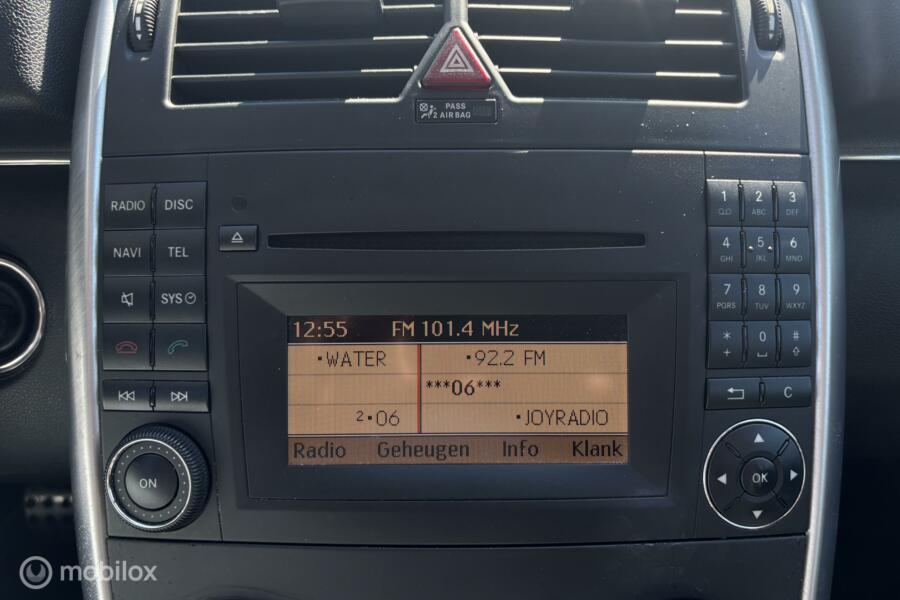 PASS
2 AIR BAG
RADIO DISC
NAVI TEL
SYS
ON
12:55 FM 101.4 MHz
•WATER •92.2 FM
***06***
2•06 •JOYRADIO
Radio Geheugen Info Klank
1 2 3
Q.D ABC DEF
4 5 6
GHI JKL MNO
7 8 9
PQRS TUV WXYZ
* 0 #
+
C
OK
mobilox